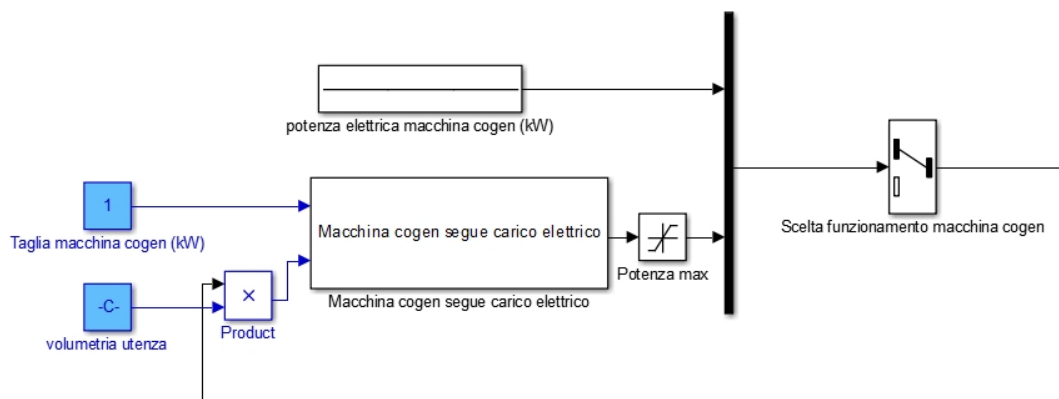 potenza elettrica macchina cogen (kW)
1
Taglia macchina cogen (kW)
Macchina cogen segue carico elettrico
Macchina cogen segue carico elettrico
Potenza max
Scelta funzionamento macchina cogen
-C-
volumetria utenza
×
Product